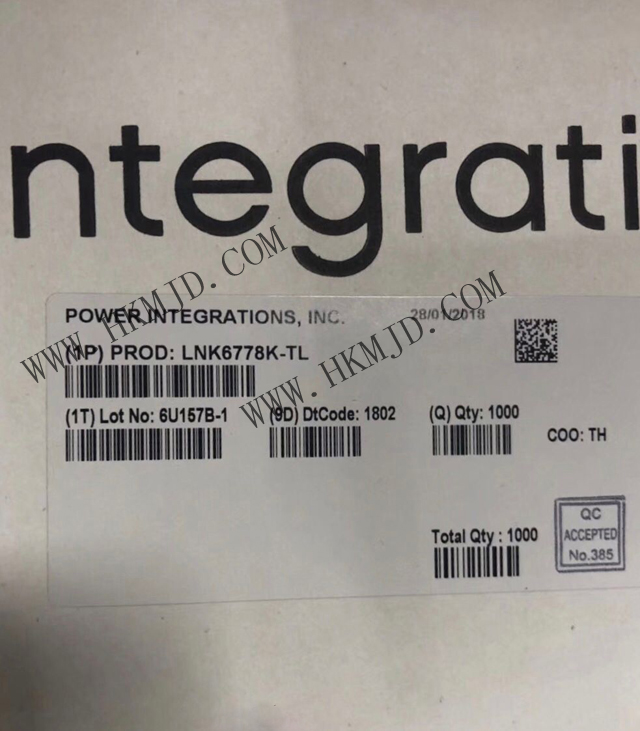 integrati
POWER INTEGRATIONS, INC.
28/01/2018
(1P) PROD: LNK6778K-TL
(1T) Lot No: 6U157B-1
(9D) DtCode: 1802
(Q) Qty: 1000
COO: TH
Total Qty : 1000
QC
ACCEPTED
No.385
WWW.HKMJD.COM
WWW.HKMJD.COM